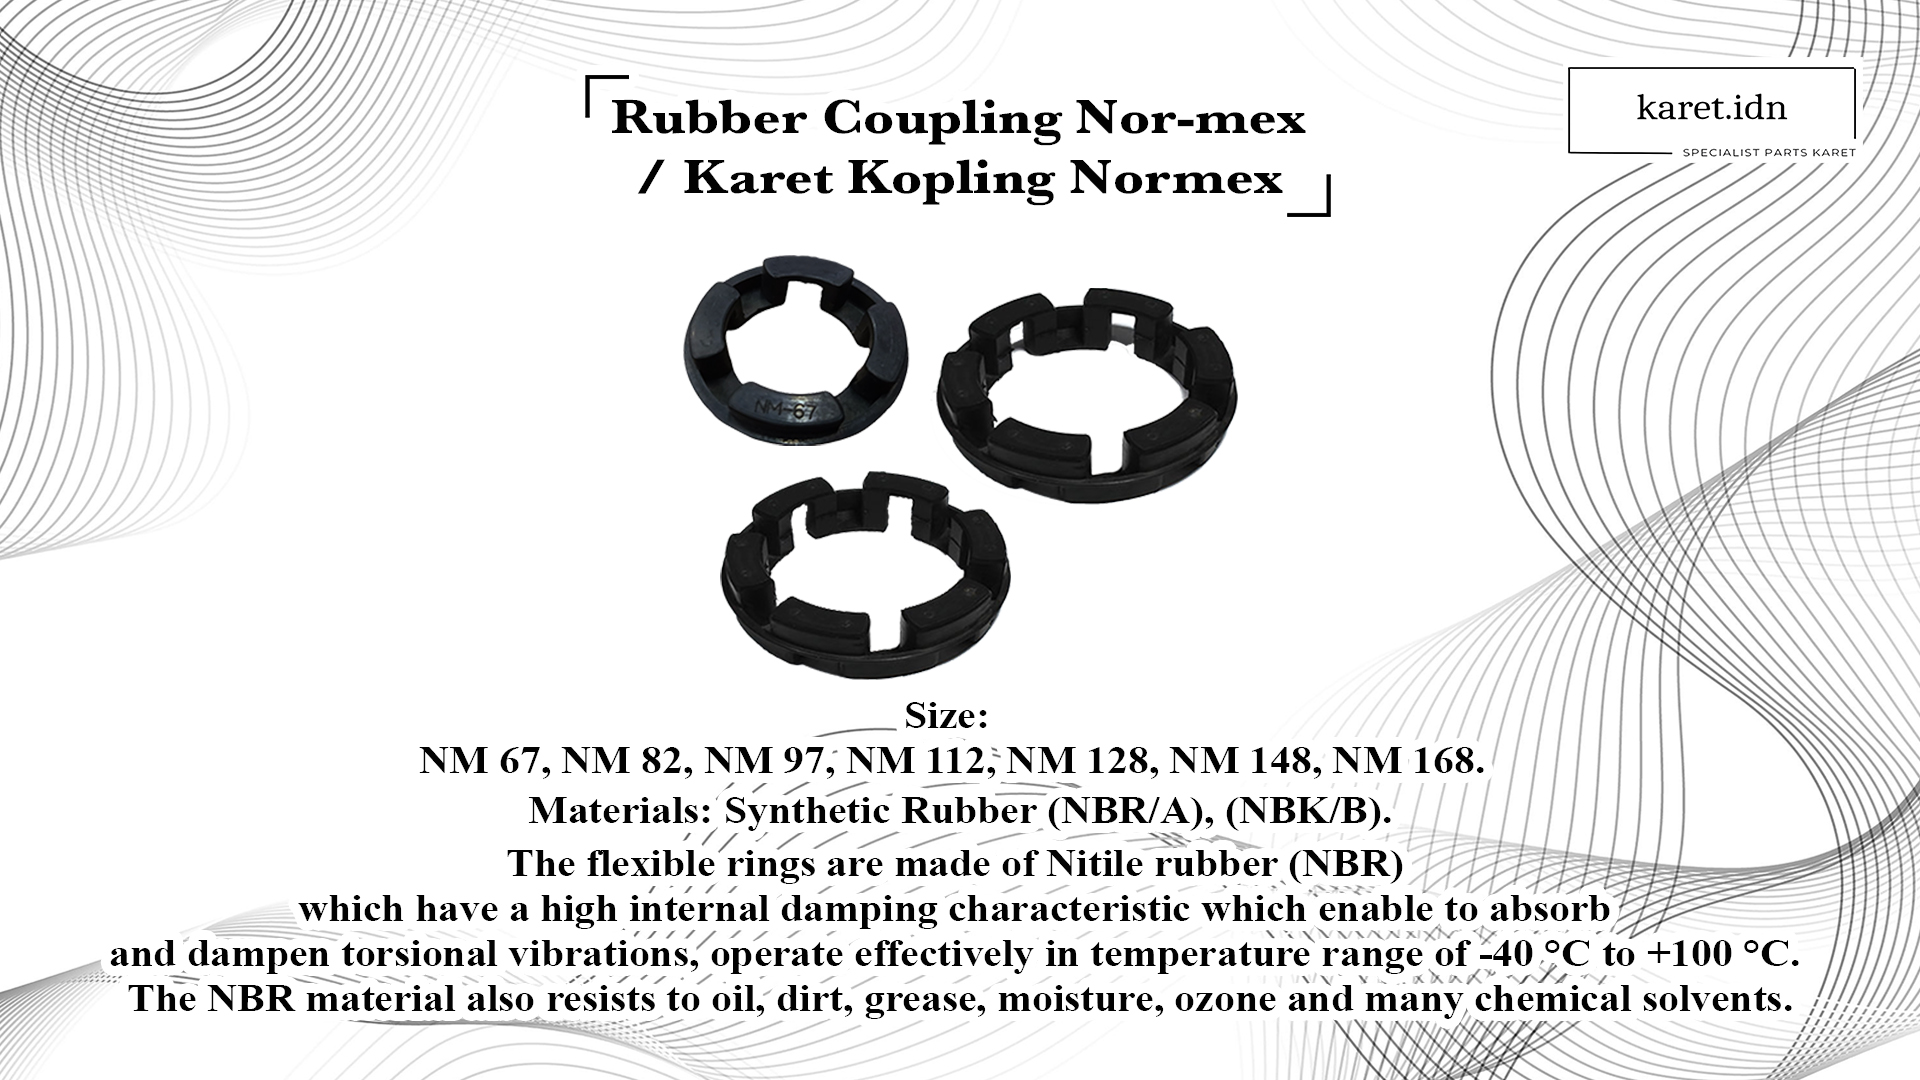 Rubber Coupling Nor-mex
/ Karet Kopling Normex
karet.idn
SPECIALIST PARTS KARET
NM-67
Size:
NM 67, NM 82, NM 97, NM 112, NM 128, NM 148, NM 168.
Materials: Synthetic Rubber (NBR/A), (NBK/B).
The flexible rings are made of Nitile rubber (NBR)
which have a high internal damping characteristic which enable to absorb
and dampen torsional vibrations, operate effectively in temperature range of -40 °C to +100 °C.
The NBR material also resists to oil, dirt, grease, moisture, ozone and many chemical solvents.